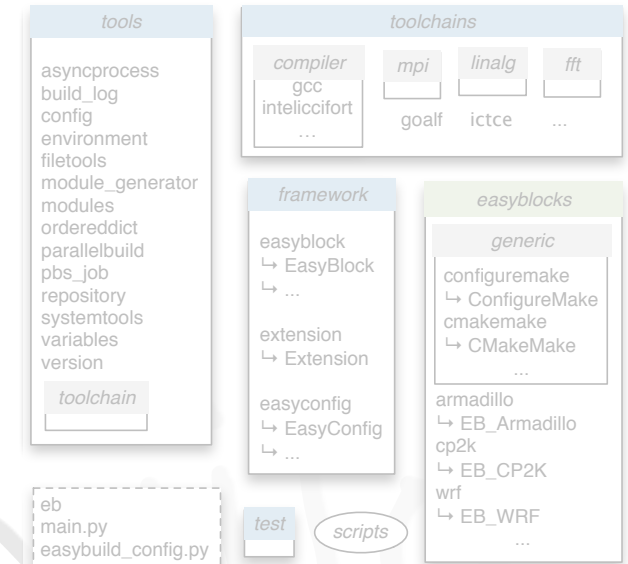 tools
asyncprocess
build_log
config
environment
filetools
module_generator
modules
ordereddict
parallelbuild
pbs_job
repository
systemtools
variables
version
toolchain
toolchains
compiler
gcc
inteliccifort
...
mpi
linalg
fft
goalf
ictce
...
framework
easyblock
↳ EasyBlock
↳ ...
extension
↳ Extension
easyconfig
↳ EasyConfig
↳ ...
easyblocks
generic
configuremake
↳ ConfigureMake
cmakemake
↳ CMakeMake
...
armadillo
↳ EB_Armadillo
cp2k
↳ EB_CP2K
wrf
↳ EB_WRF
...
eb
main.py
easybuild_config.py
test
scripts